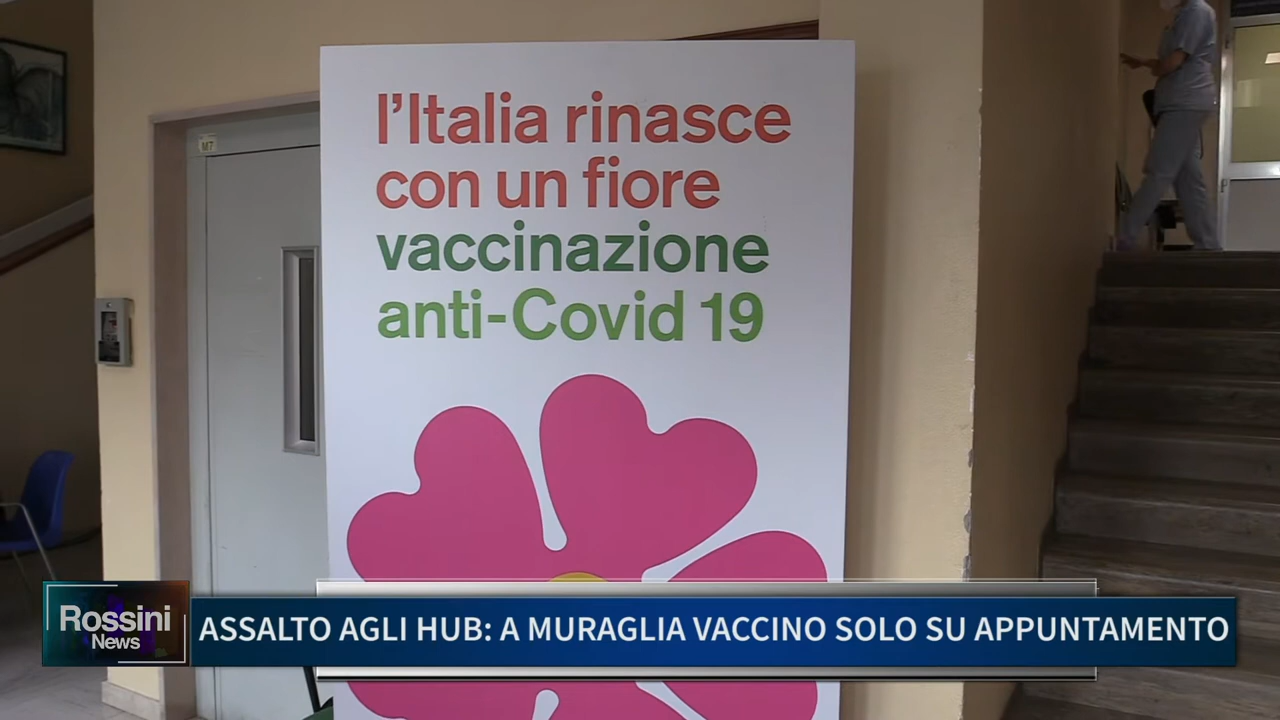 l'Italia rinasce
con un fiore
vaccinazione
anti-Covid 19
M7
Rossini
News
ASSALTO AGLI HUB: A MURAGLIA VACCINO SOLO SU APPUNTAMENTO